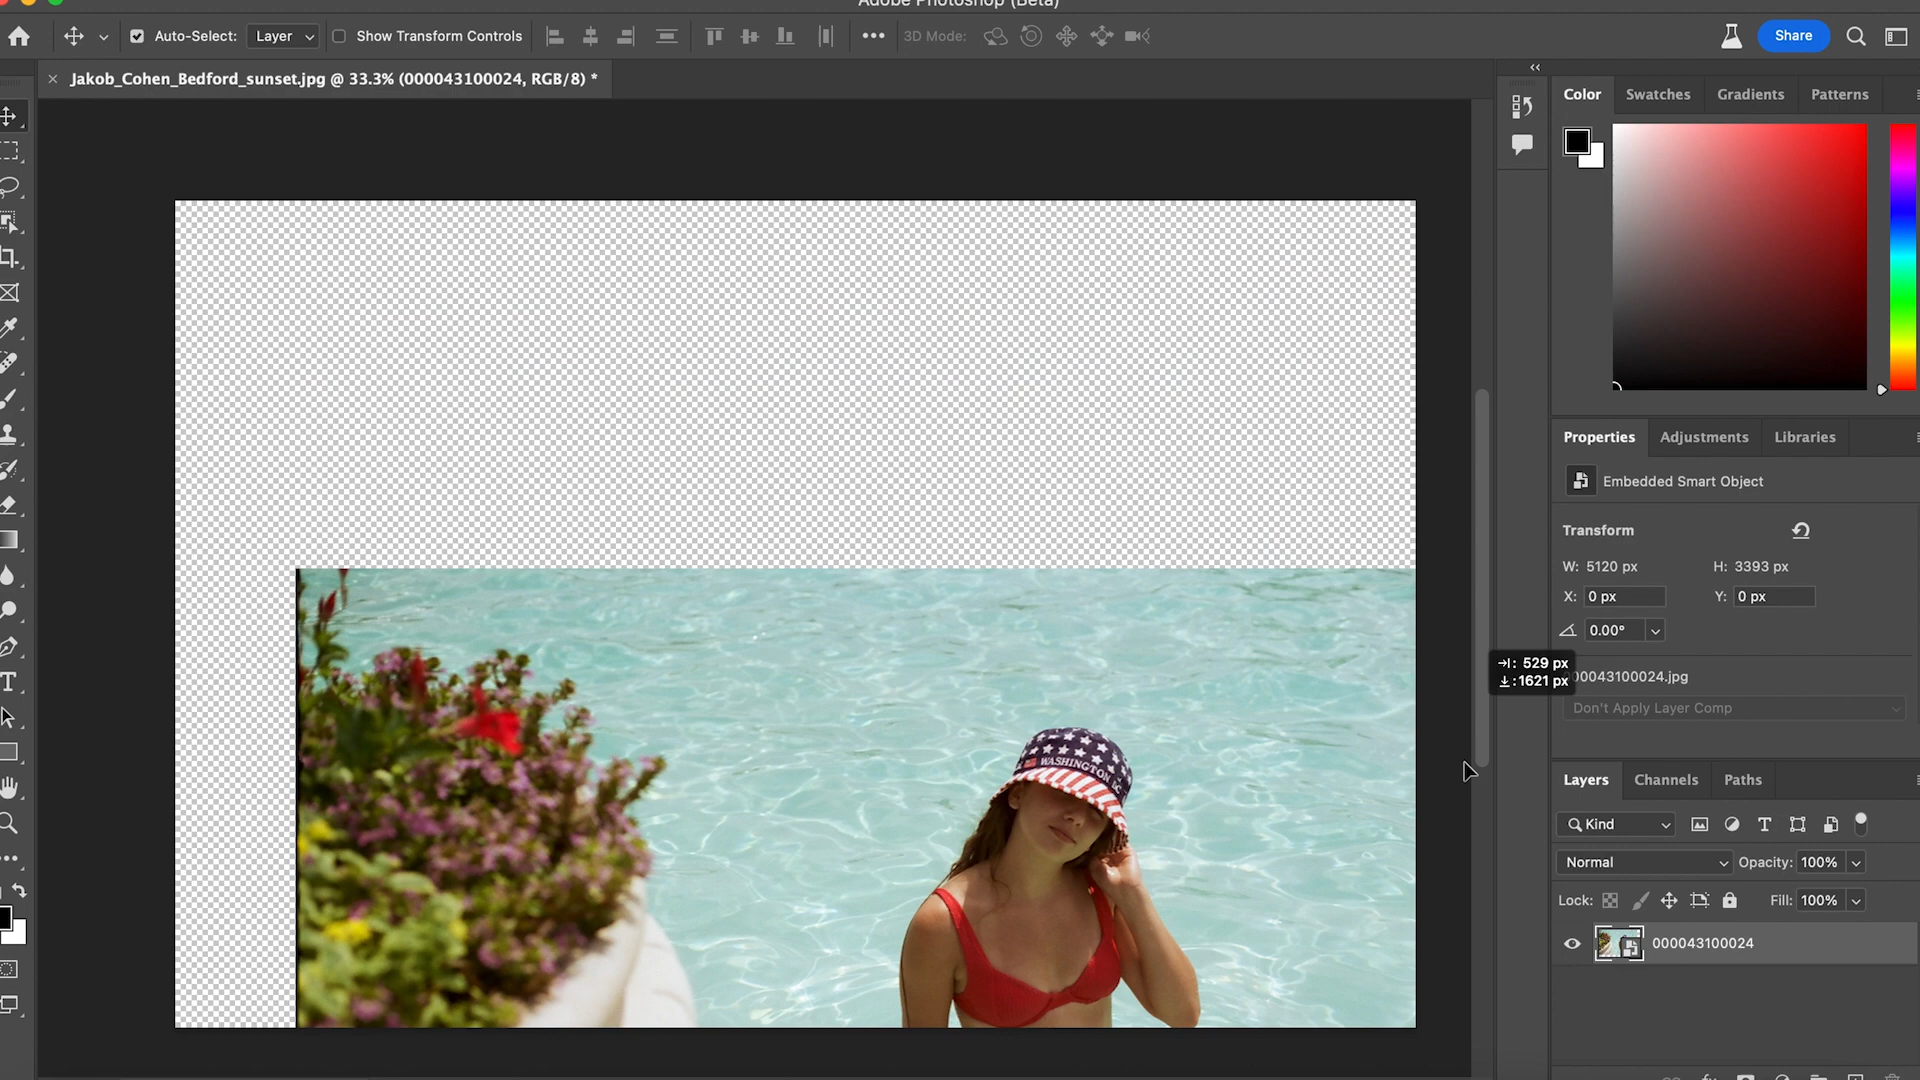 Adobe Photoshop (Beta)
Auto-Select: Layer Show Transform Controls 3D Mode: Share
Jakob_Cohen_Bedford_sunset.jpg @ 33.3% (000043100024, RGB/8) *
Color Swatches Gradients Patterns
Properties Adjustments Libraries
Embedded Smart Object
Transform
W: 5120 px H: 3393 px
X: 0 px Y: 0 px
0.00°
: 529 px
: 1621 px
00043100024.jpg
Don't Apply Layer Comp
WASHINGTON
DC
Layers Channels Paths
Kind
Normal Opacity: 100%
Lock: Fill: 100%
000043100024